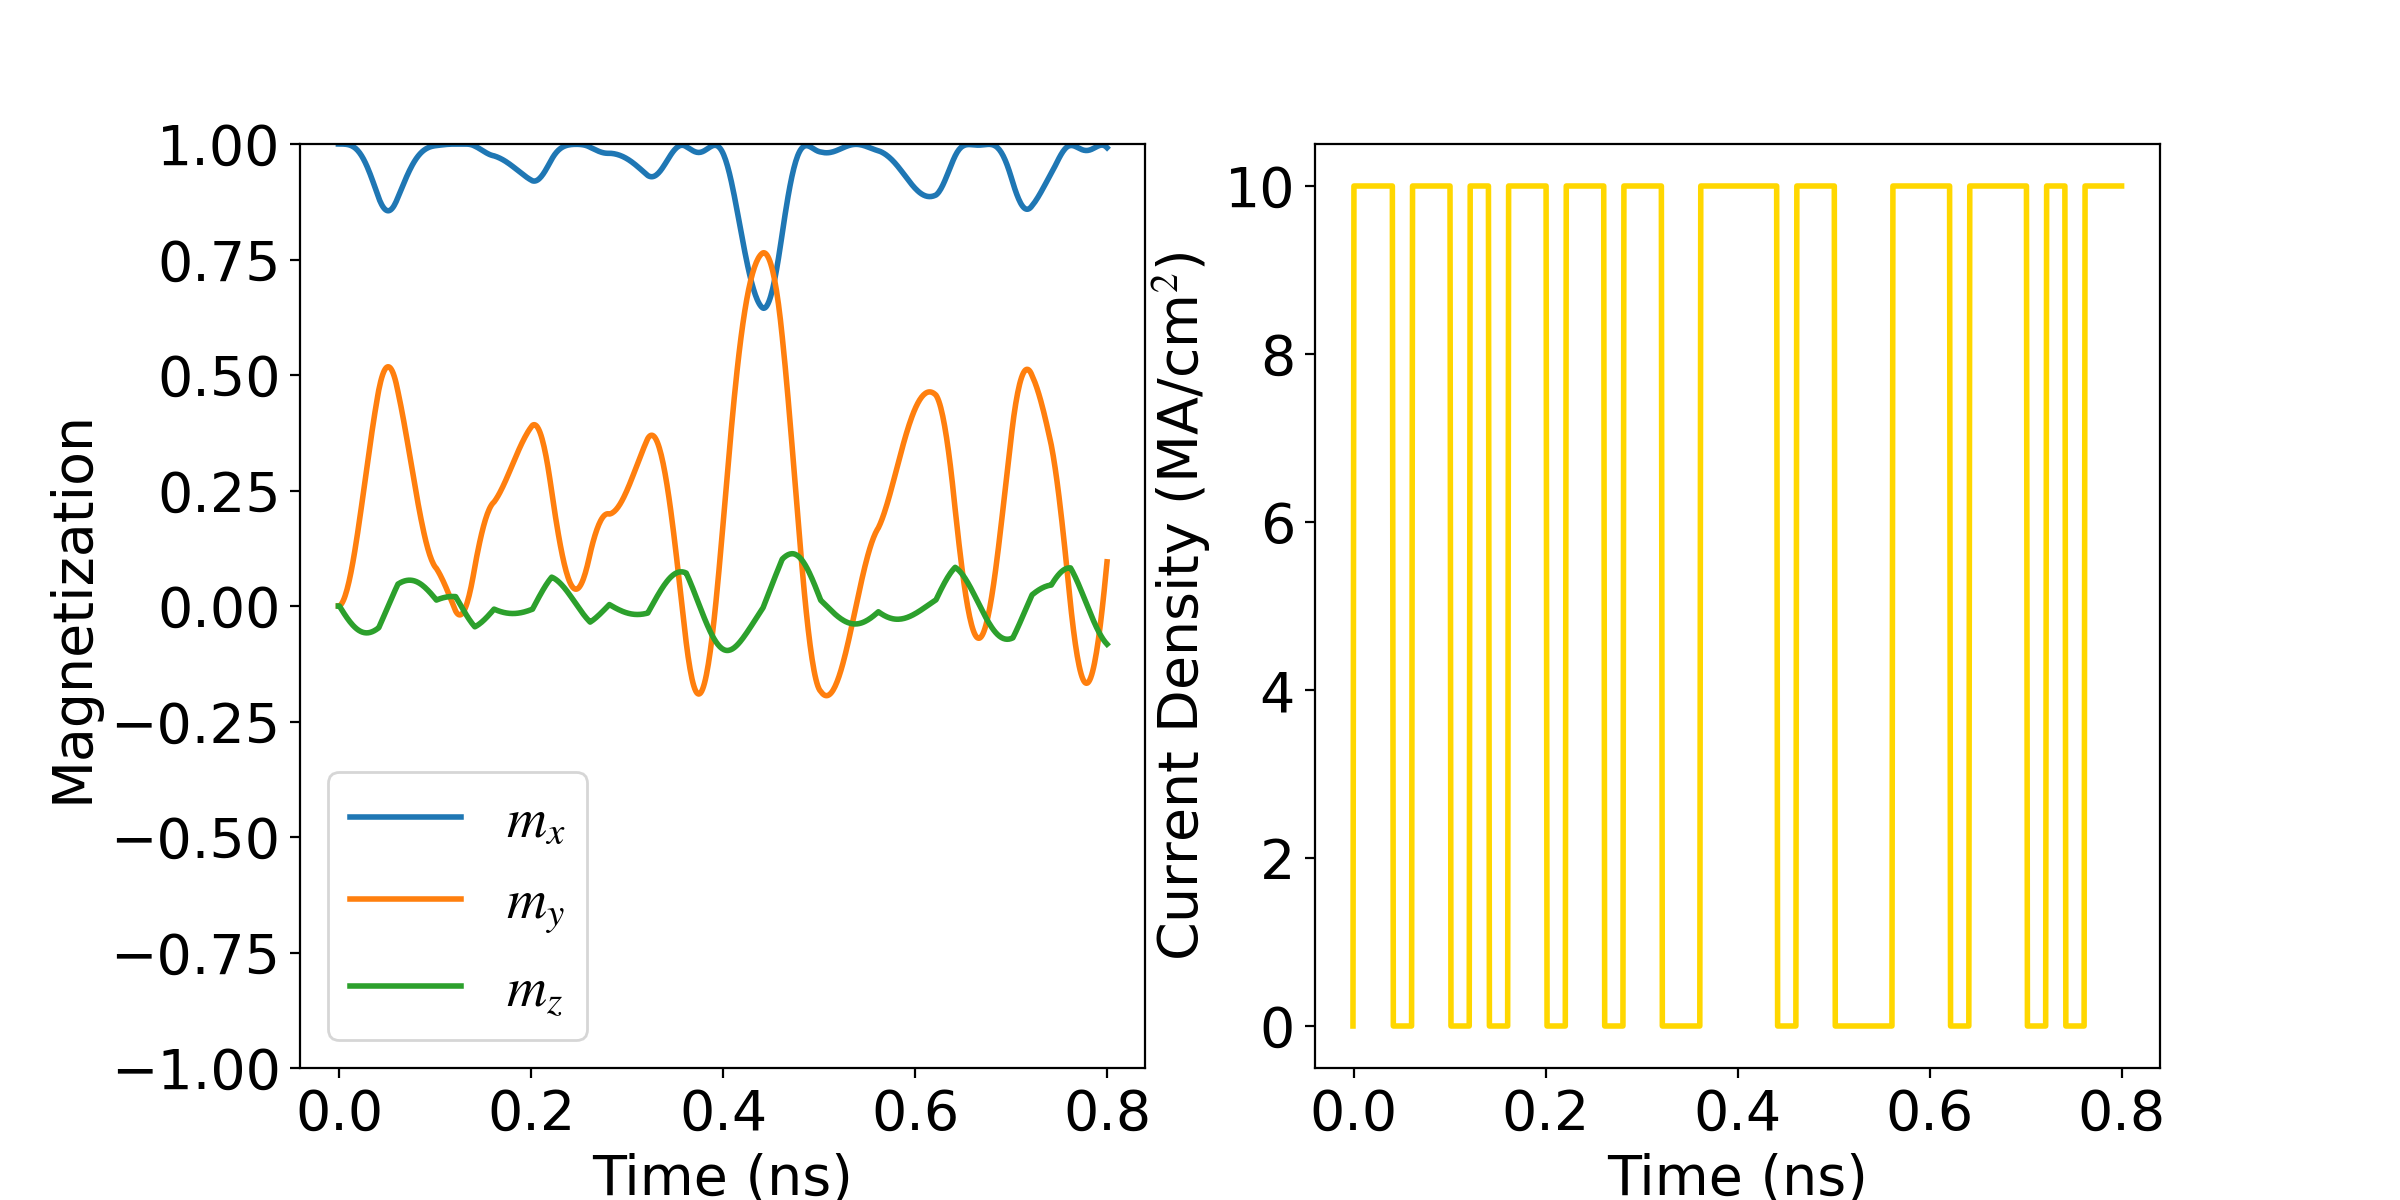 1.00
0.75
0.50
0.25
0.00
−0.25
−0.50
−0.75
−1.00
Magnetization
m_x
m_y
m_z
0.0 0.2 0.4 0.6 0.8
Time (ns)
10
8
6
4
2
0
Current Density (MA/cm²)
0.0 0.2 0.4 0.6 0.8
Time (ns)